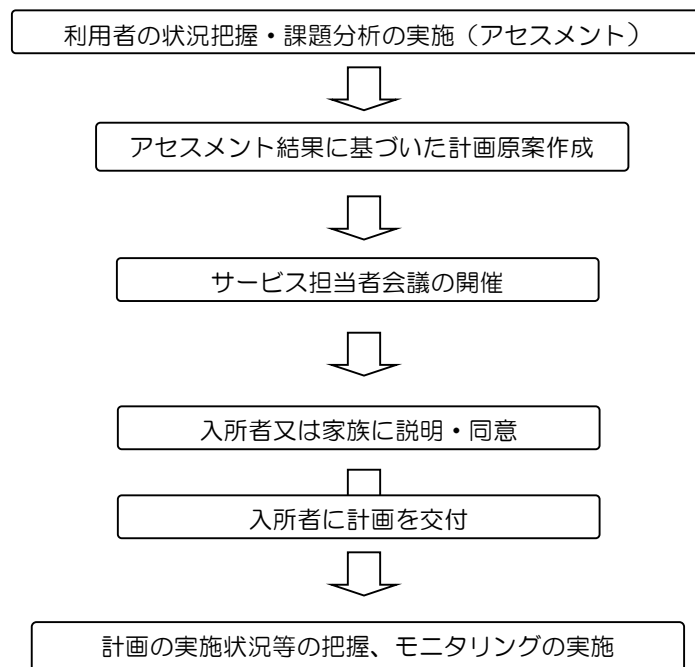 利用者の状況把握・課題分析の実施（アセスメント）
アセスメント結果に基づいた計画原案作成
サービス担当者会議の開催
入所者又は家族に説明・同意
入所者に計画を交付
計画の実施状況等の把握、モニタリングの実施